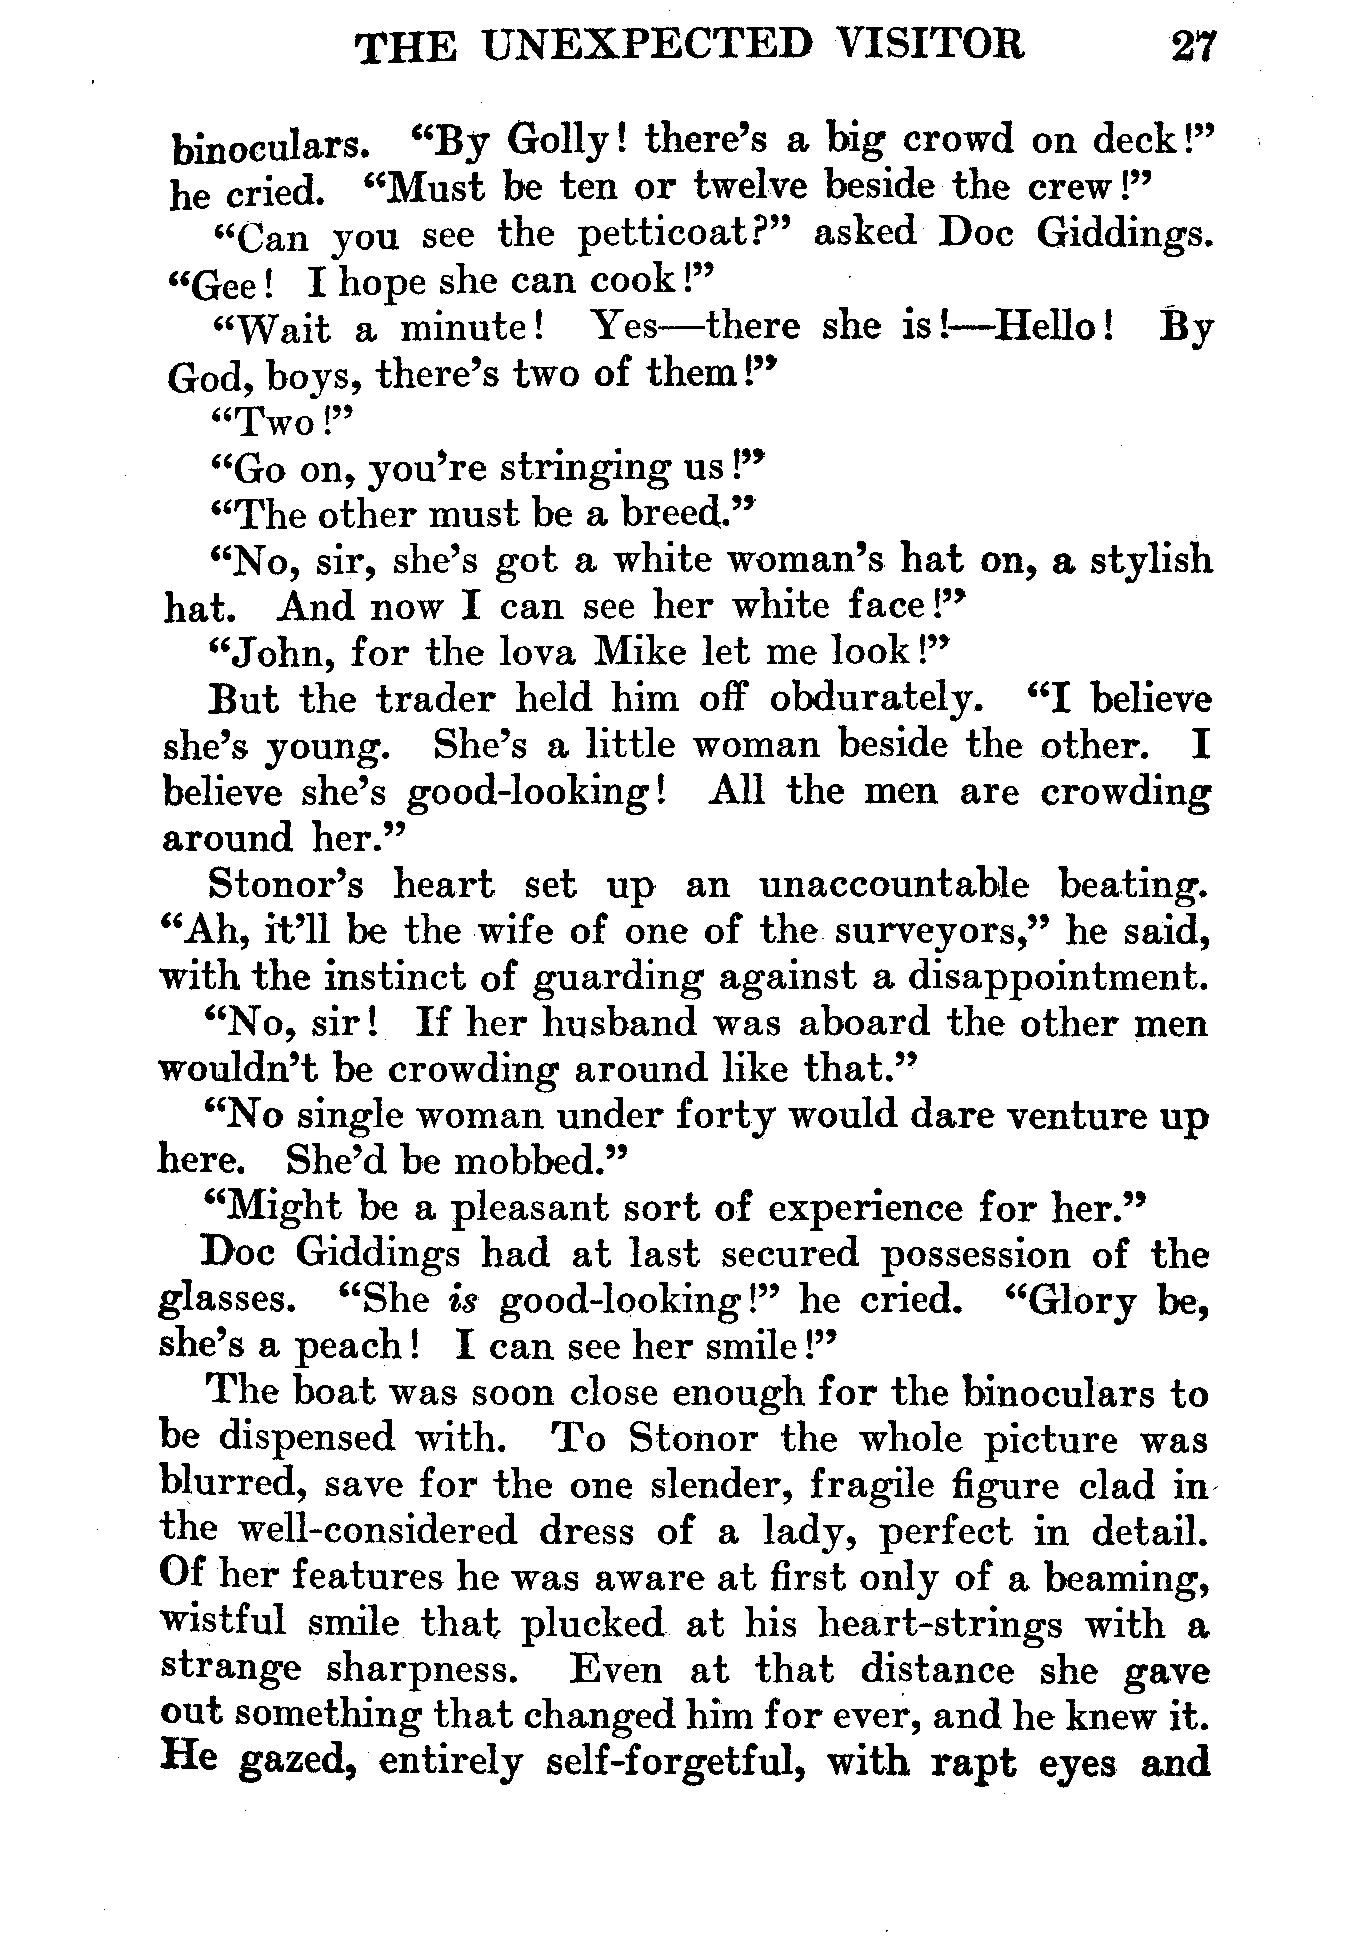 THE UNEXPECTED VISITOR 27
binoculars. “By Golly! there’s a big crowd on deck!”
he cried. “Must be ten or twelve beside the crew!”
“Can you see the petticoat?” asked Doc Giddings.
“Gee! I hope she can cook!”
“Wait a minute! Yes—there she is!—Hello! By
God, boys, there’s two of them!”
“Two!”
“Go on, you’re stringing us!”
“The other must be a breed.”
“No, sir, she’s got a white woman’s hat on, a stylish
hat. And now I can see her white face!”
“John, for the lova Mike let me look!”
But the trader held him off obdurately. “I believe
she’s young. She’s a little woman beside the other. I
believe she’s good-looking! All the men are crowding
around her.”
Stonor’s heart set up an unaccountable beating.
“Ah, it’ll be the wife of one of the surveyors,” he said,
with the instinct of guarding against a disappointment.
“No, sir! If her husband was aboard the other men
wouldn’t be crowding around like that.”
“No single woman under forty would dare venture up
here. She’d be mobbed.”
“Might be a pleasant sort of experience for her.”
Doc Giddings had at last secured possession of the
glasses. “She is good-looking!” he cried. “Glory be,
she’s a peach! I can see her smile!”
The boat was soon close enough for the binoculars to
be dispensed with. To Stonor the whole picture was
blurred, save for the one slender, fragile figure clad in
the well-considered dress of a lady, perfect in detail.
Of her features he was aware at first only of a beaming,
wistful smile that plucked at his heart-strings with a
strange sharpness. Even at that distance she gave
out something that changed him for ever, and he knew it.
He gazed, entirely self-forgetful, with rapt eyes and